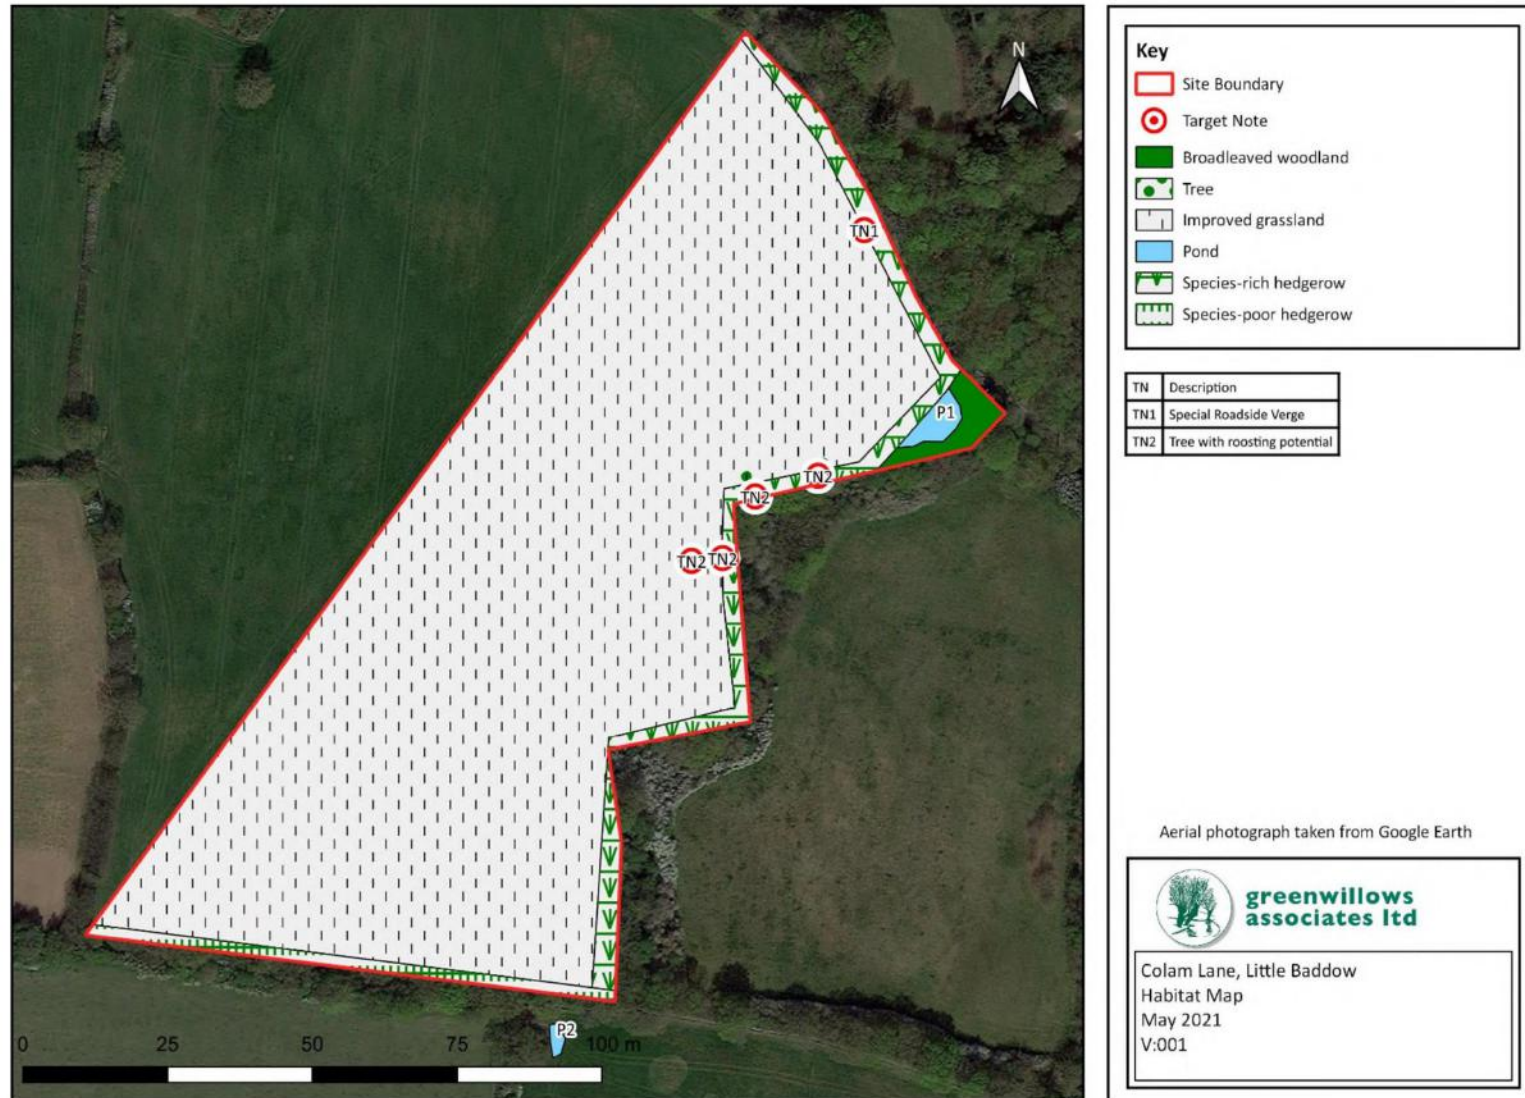 N
TN1
P1
TN2
TN2
TN2
TN2
P2
0 25 50 75 100 m
Key
Site Boundary
Target Note
Broadleaved woodland
Tree
Improved grassland
Pond
Species-rich hedgerow
Species-poor hedgerow
TN Description
TN1 Special Roadside Verge
TN2 Tree with roosting potential
Aerial photograph taken from Google Earth
greenwillows
associates ltd
Colam Lane, Little Baddow
Habitat Map
May 2021
V:001